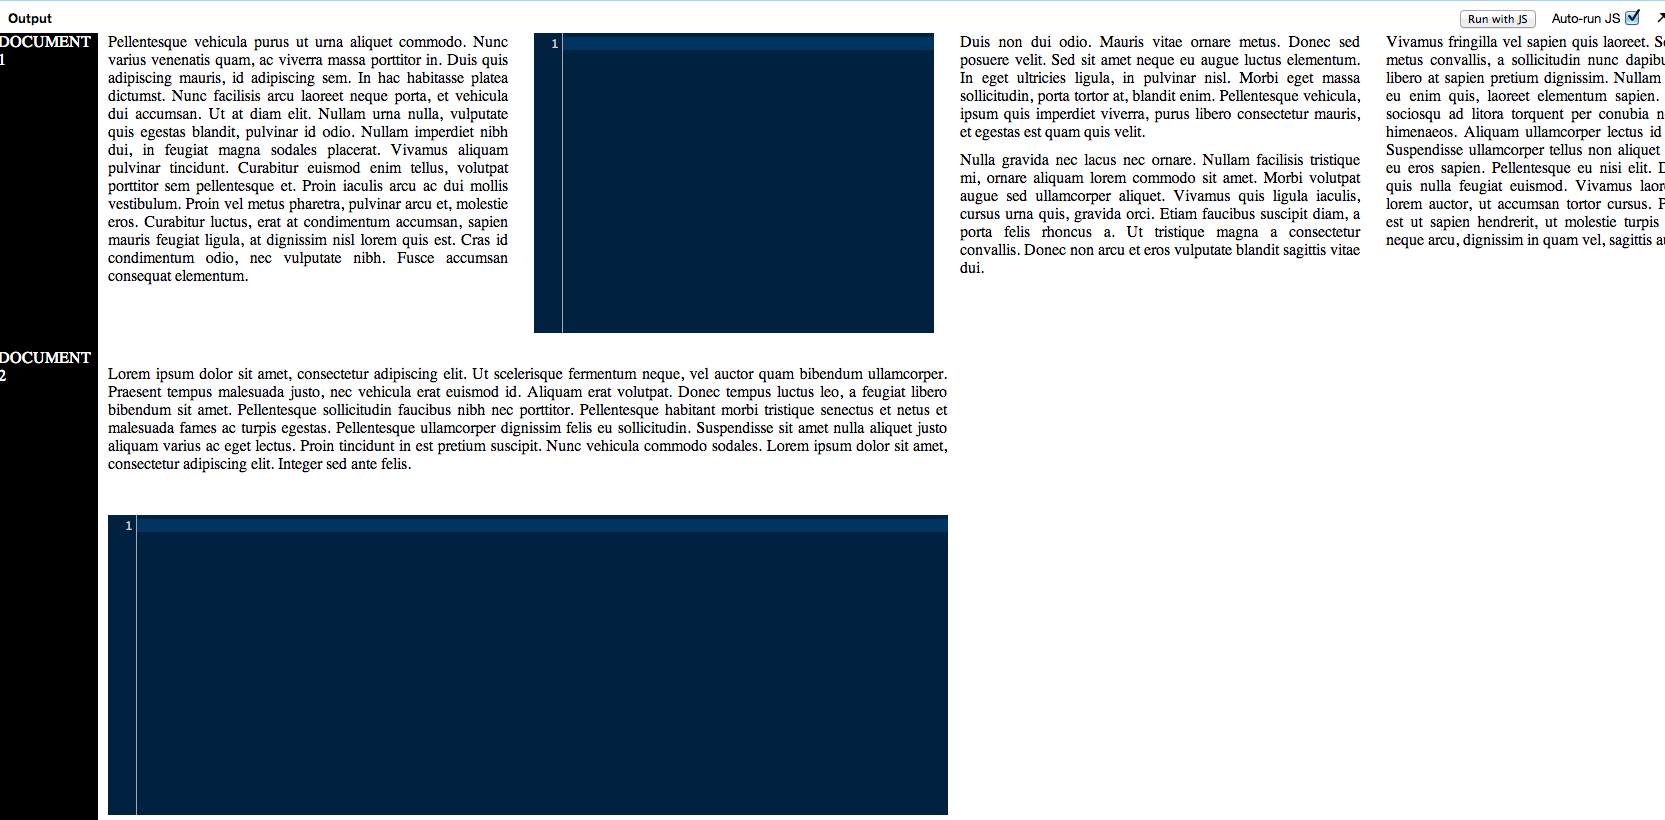 Output
Run with JS
Auto-run JS
DOCUMENT
1
Pellentesque vehicula purus ut urna aliquet commodo. Nunc
varius venenatis quam, ac viverra massa porttitor in. Duis quis
adipiscing mauris, id adipiscing sem. In hac habitasse platea
dictumst. Nunc facilisis arcu laoreet neque porta, et vehicula
dui accumsan. Ut at diam elit. Nullam urna nulla, vulputate
quis egestas blandit, pulvinar id odio. Nullam imperdiet nibh
dui, in feugiat magna sodales placerat. Vivamus aliquam
pulvinar tincidunt. Curabitur euismod enim tellus, volutpat
porttitor sem pellentesque et. Proin iaculis arcu ac dui mollis
vestibulum. Proin vel metus pharetra, pulvinar arcu et, molestie
eros. Curabitur luctus, erat at condimentum accumsan, sapien
mauris feugiat ligula, at dignissim nisl lorem quis est. Cras id
condimentum odio, nec vulputate nibh. Fusce accumsan
consequat elementum.
1
Duis non dui odio. Mauris vitae ornare metus. Donec sed
posuere velit. Sed sit amet neque eu augue luctus elementum.
In eget ultricies ligula, in pulvinar nisl. Morbi eget massa
sollicitudin, porta tortor at, blandit enim. Pellentesque vehicula,
ipsum quis imperdiet viverra, purus libero consectetur mauris,
et egestas est quam quis velit.
Nulla gravida nec lacus nec ornare. Nullam facilisis tristique
mi, ornare aliquam lorem commodo sit amet. Morbi volutpat
augue sed ullamcorper aliquet. Vivamus quis ligula iaculis,
cursus urna quis, gravida orci. Etiam faucibus suscipit diam, a
porta felis rhoncus a. Ut tristique magna a consectetur
convallis. Donec non arcu et eros vulputate blandit sagittis vitae
dui.
Vivamus fringilla vel sapien quis laoreet.
metus convallis, a sollicitudin nunc
libero at sapien pretium dignissim. Nullam
eu enim quis, laoreet elementum sapien.
sociosqu ad litora torquent per conubia
himenaeos. Aliquam ullamcorper lectus id
Suspendisse ullamcorper tellus non aliquet
eu eros sapien. Pellentesque eu nisi elit.
quis nulla feugiat euismod. Vivamus
lorem auctor, ut accumsan tortor cursus.
est ut sapien hendrerit, ut molestie turpis
neque arcu, dignissim in quam vel, sagittis
DOCUMENT
2
Lorem ipsum dolor sit amet, consectetur adipiscing elit. Ut scelerisque fermentum neque, vel auctor quam bibendum ullamcorper.
Praesent tempus malesuada justo, nec vehicula erat euismod id. Aliquam erat volutpat. Donec tempus luctus leo, a feugiat libero
bibendum sit amet. Pellentesque sollicitudin faucibus nibh nec porttitor. Pellentesque habitant morbi tristique senectus et netus et
malesuada fames ac turpis egestas. Pellentesque ullamcorper dignissim felis eu sollicitudin. Suspendisse sit amet nulla aliquet justo
aliquam varius ac eget lectus. Proin tincidunt in est pretium suscipit. Nunc vehicula commodo sodales. Lorem ipsum dolor sit amet,
consectetur adipiscing elit. Integer sed ante felis.
1